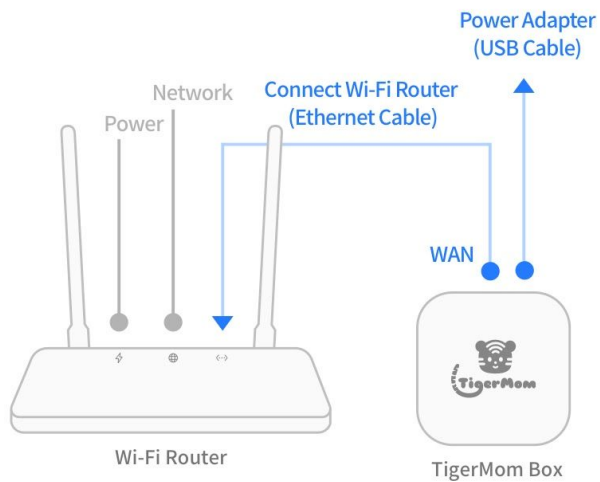 Power Adapter
(USB Cable)
Connect Wi-Fi Router
(Ethernet Cable)
Network
Power
WAN
TigerMom
Wi-Fi Router
TigerMom Box